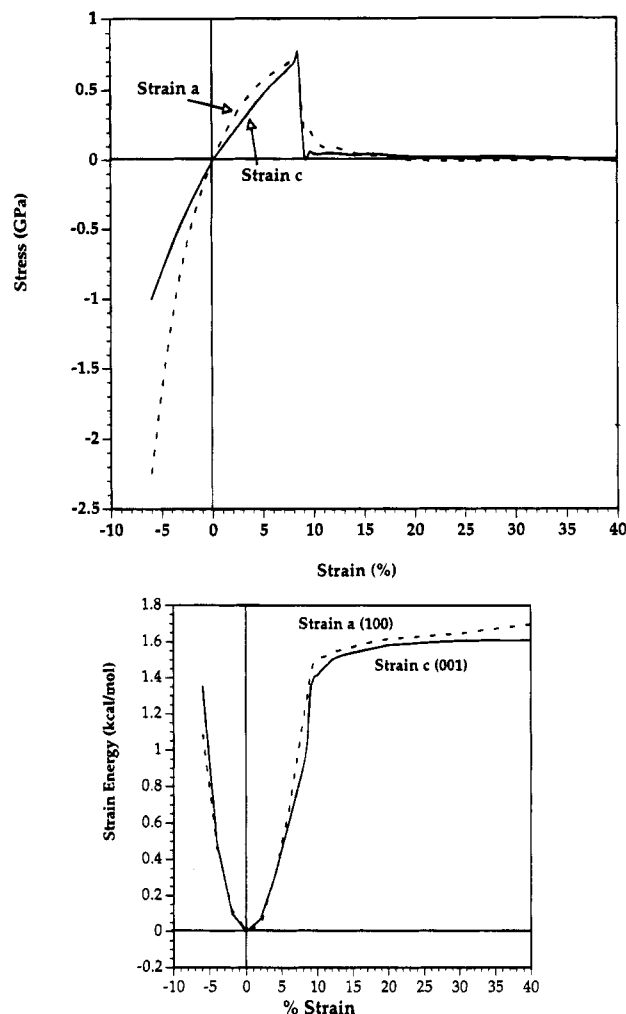 1
0.5
0
-0.5
-1
-1.5
-2
-2.5
Stress (GPa)
Strain a
Strain c
-10 -5 0 5 10 15 20 25 30 35 40
Strain (%)
1.8
1.6
1.4
1.2
1
0.8
0.6
0.4
0.2
0
-0.2
Strain Energy (kcal/mol)
Strain a (100)
Strain c (001)
-10 -5 0 5 10 15 20 25 30 35 40
% Strain